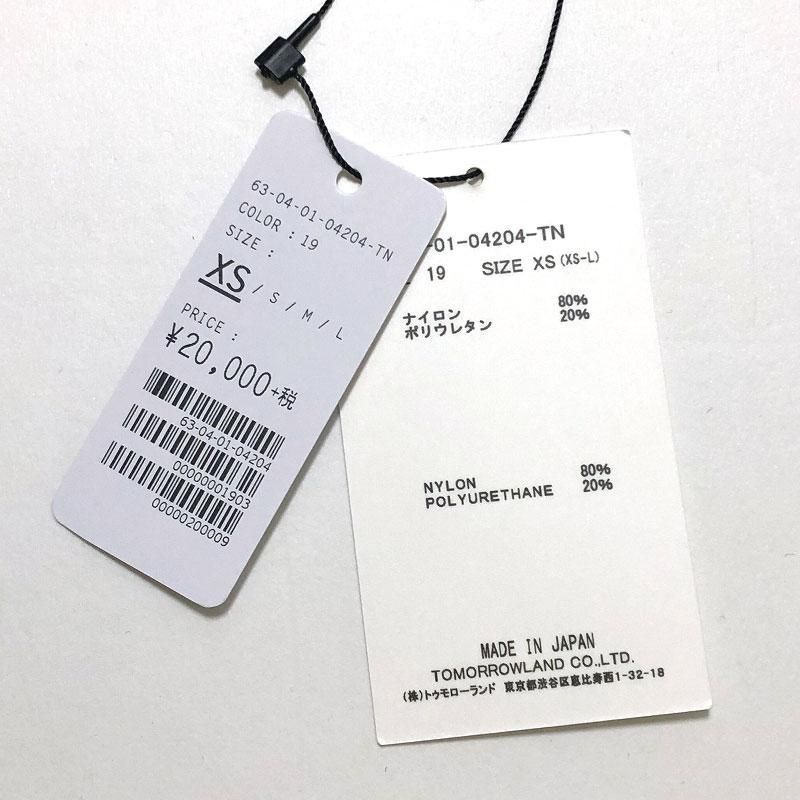 63-04-01-04204-TN
COLOR : 19
SIZE :
XS / S / M / L
PRICE :
¥20,000+税
63-04-01-04204
00000001903
00000200009
-01-04204-TN
19 SIZE XS (XS-L)
ナイロン 80%
ポリウレタン 20%
NYLON 80%
POLYURETHANE 20%
MADE IN JAPAN
TOMORROWLAND CO.,LTD.
(株)トゥモローランド 東京都渋谷区恵比寿西1-32-18